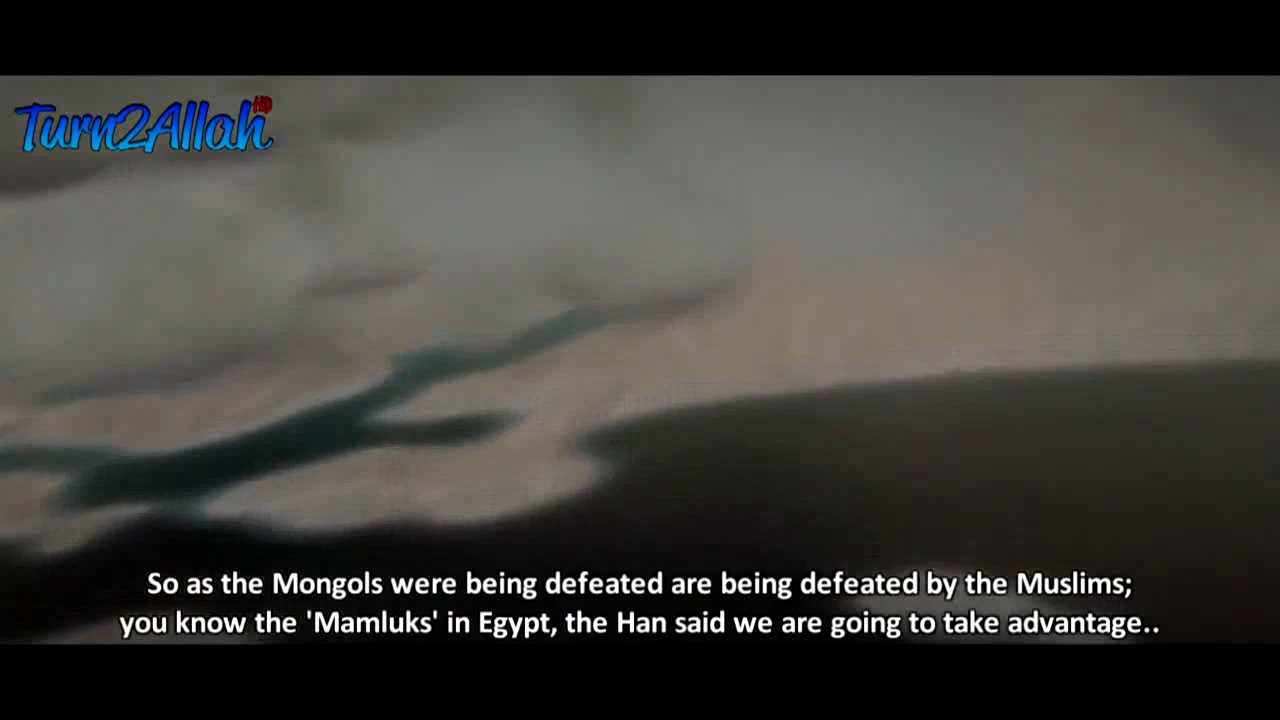 Turn2Allah HD
So as the Mongols were being defeated are being defeated by the Muslims;
you know the 'Mamluks' in Egypt, the Han said we are going to take advantage..